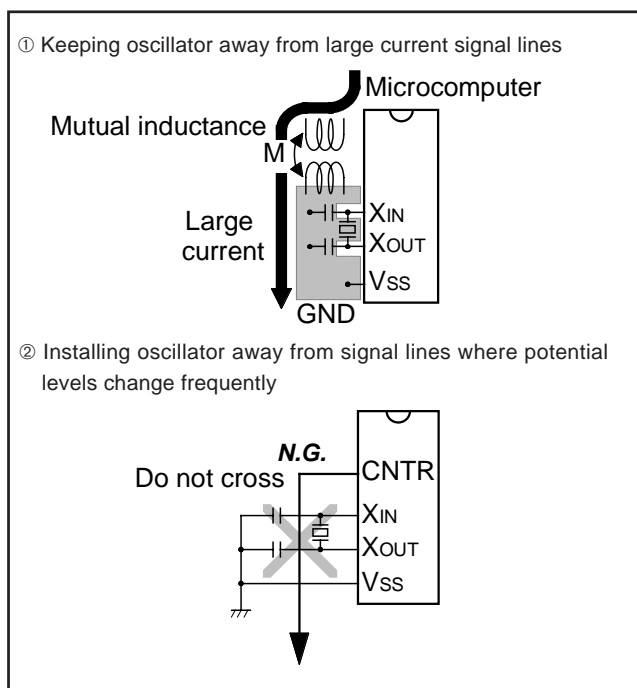 ① Keeping oscillator away from large current signal lines
Microcomputer
Mutual inductance
M
XIN
Large
current
XOUT
VSS
GND
② Installing oscillator away from signal lines where potential
levels change frequently
N.G.
Do not cross
CNTR
XIN
XOUT
VSS